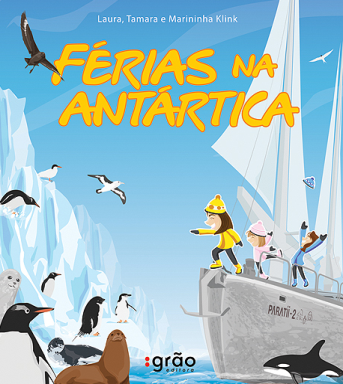 Laura, Tamara e Marininha Klink
FÉRIAS NA
ANTÁRTICA
PARATII-2
:grão
editora